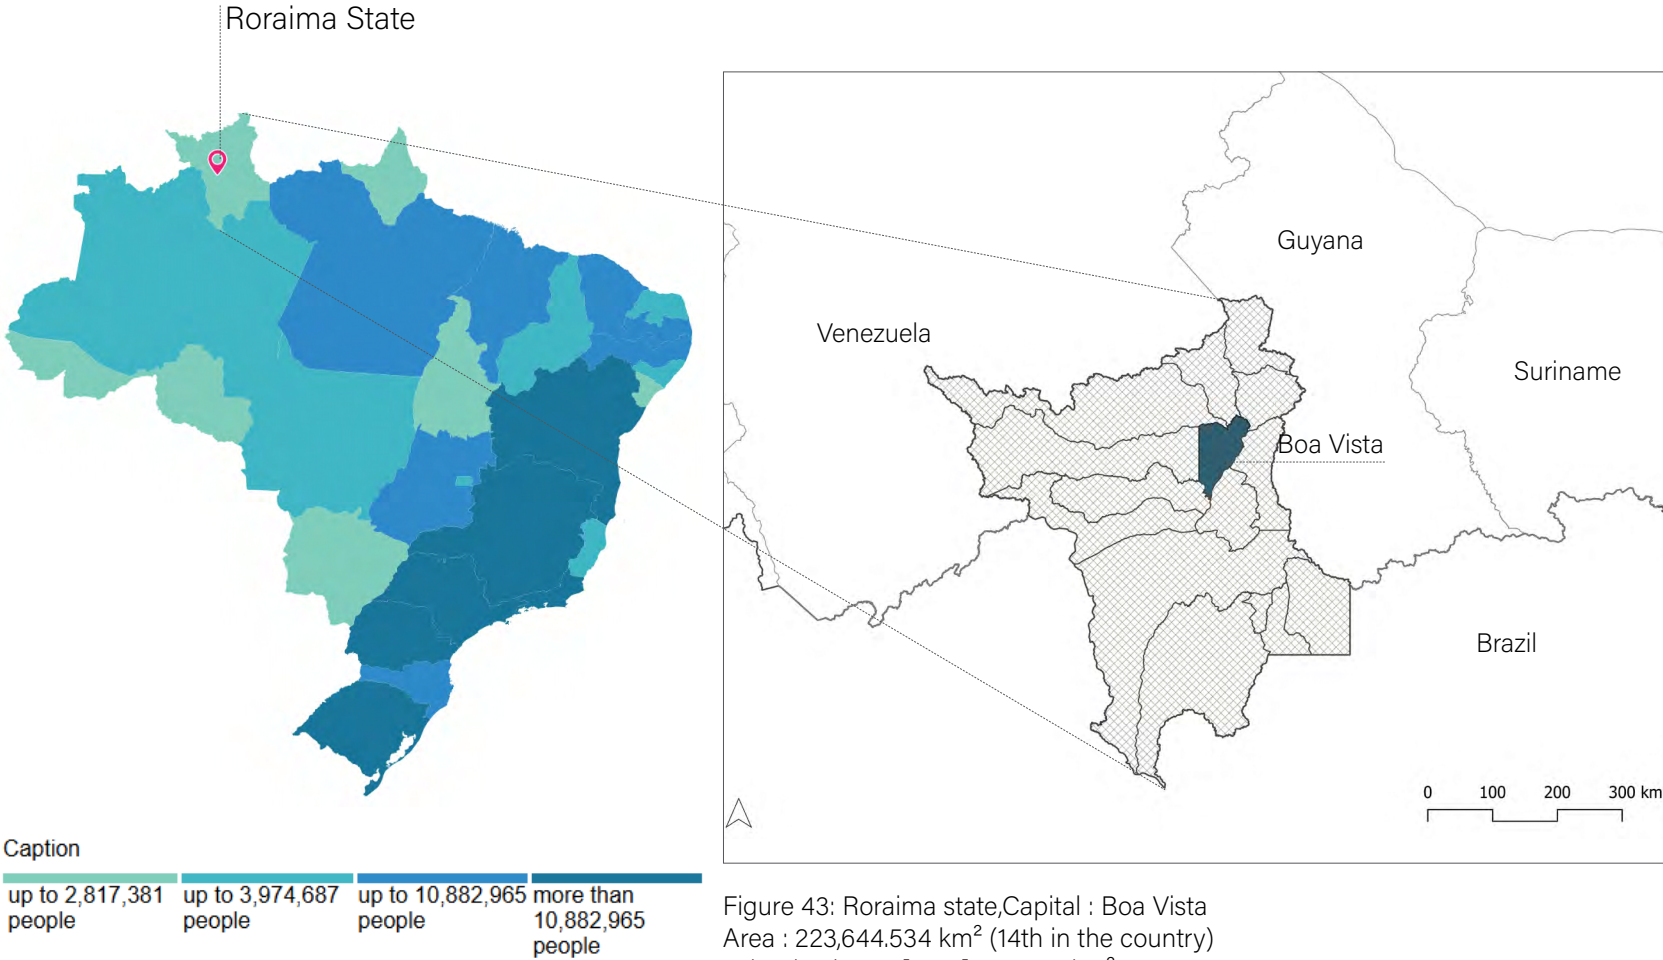 Roraima State
Guyana
Venezuela
Suriname
Boa Vista
Brazil
0 100 200 300 km
Caption
up to 2,817,381 people
up to 3,974,687 people
up to 10,882,965 people
more than 10,882,965 people
Figure 43: Roraima state,Capital : Boa Vista
Area : 223,644.534 km² (14th in the country)